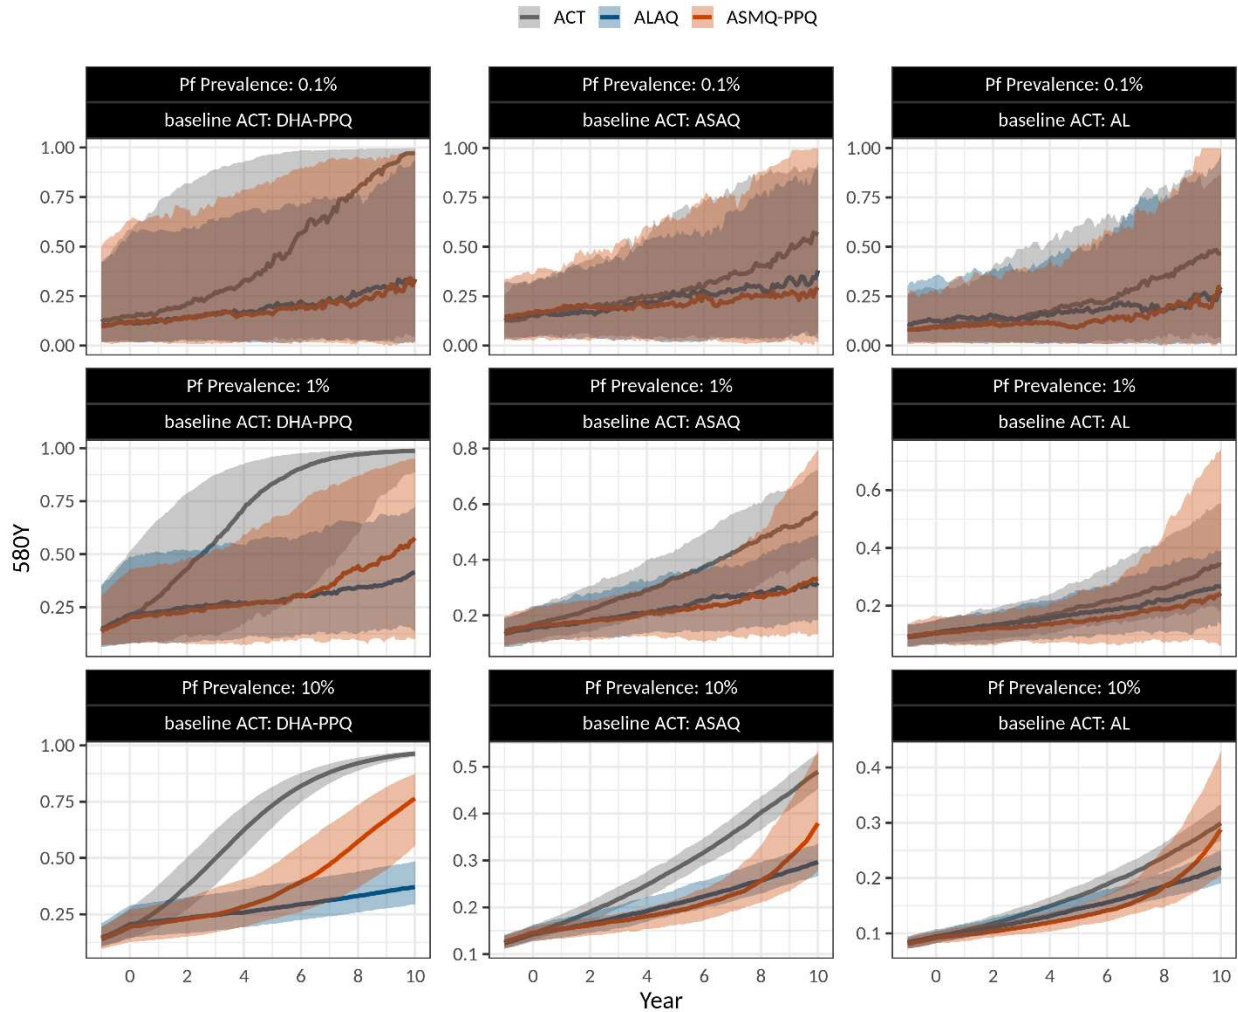 ACT ALAQ ASMQ-PPQ
Pf Prevalence: 0.1% Pf Prevalence: 0.1% Pf Prevalence: 0.1%
baseline ACT: DHA-PPQ baseline ACT: ASAQ baseline ACT: AL
1.00 1.00 1.00
0.75 0.75 0.75
0.50 0.50 0.50
0.25 0.25 0.25
0.00 0.00 0.00
Pf Prevalence: 1% Pf Prevalence: 1% Pf Prevalence: 1%
baseline ACT: DHA-PPQ baseline ACT: ASAQ baseline ACT: AL
1.00 0.8
0.75 0.6 0.6
0.50 0.4 0.4
0.25 0.2 0.2
580Y
Pf Prevalence: 10% Pf Prevalence: 10% Pf Prevalence: 10%
baseline ACT: DHA-PPQ baseline ACT: ASAQ baseline ACT: AL
1.00 0.5 0.4
0.75 0.4 0.3
0.50 0.3 0.2
0.25 0.2 0.1
0.1
0 2 4 6 8 10 0 2 4 6 8 10 0 2 4 6 8 10
Year